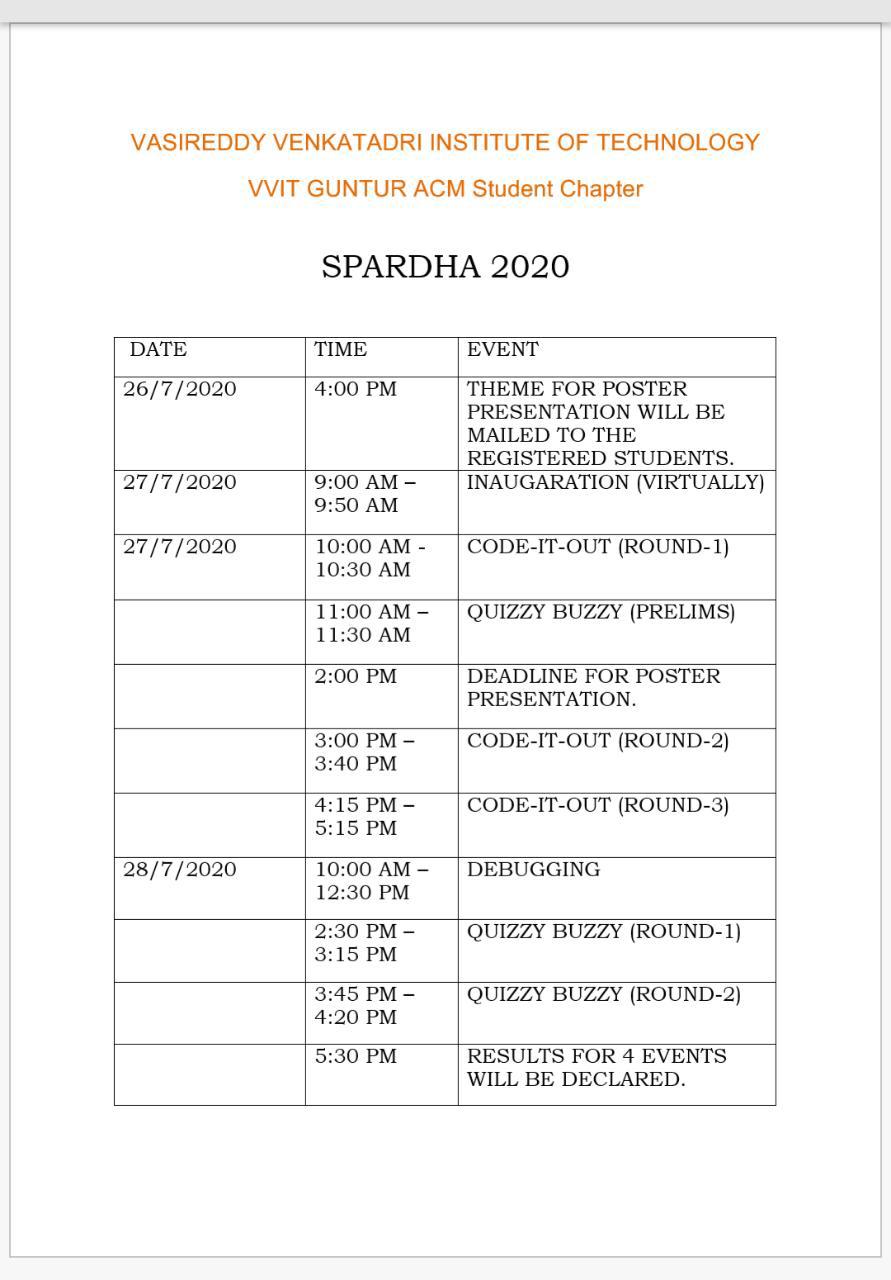 VASIREDDY VENKATADRI INSTITUTE OF TECHNOLOGY
VVIT GUNTUR ACM Student Chapter
SPARDHA 2020
DATE TIME EVENT
26/7/2020 4:00 PM THEME FOR POSTER
PRESENTATION WILL BE
MAILED TO THE
REGISTERED STUDENTS.
27/7/2020 9:00 AM – INAUGARATION (VIRTUALLY)
9:50 AM
27/7/2020 10:00 AM - CODE-IT-OUT (ROUND-1)
10:30 AM
11:00 AM – QUIZZY BUZZY (PRELIMS)
11:30 AM
2:00 PM DEADLINE FOR POSTER
PRESENTATION.
3:00 PM – CODE-IT-OUT (ROUND-2)
3:40 PM
4:15 PM – CODE-IT-OUT (ROUND-3)
5:15 PM
28/7/2020 10:00 AM – DEBUGGING
12:30 PM
2:30 PM – QUIZZY BUZZY (ROUND-1)
3:15 PM
3:45 PM – QUIZZY BUZZY (ROUND-2)
4:20 PM
5:30 PM RESULTS FOR 4 EVENTS
WILL BE DECLARED.